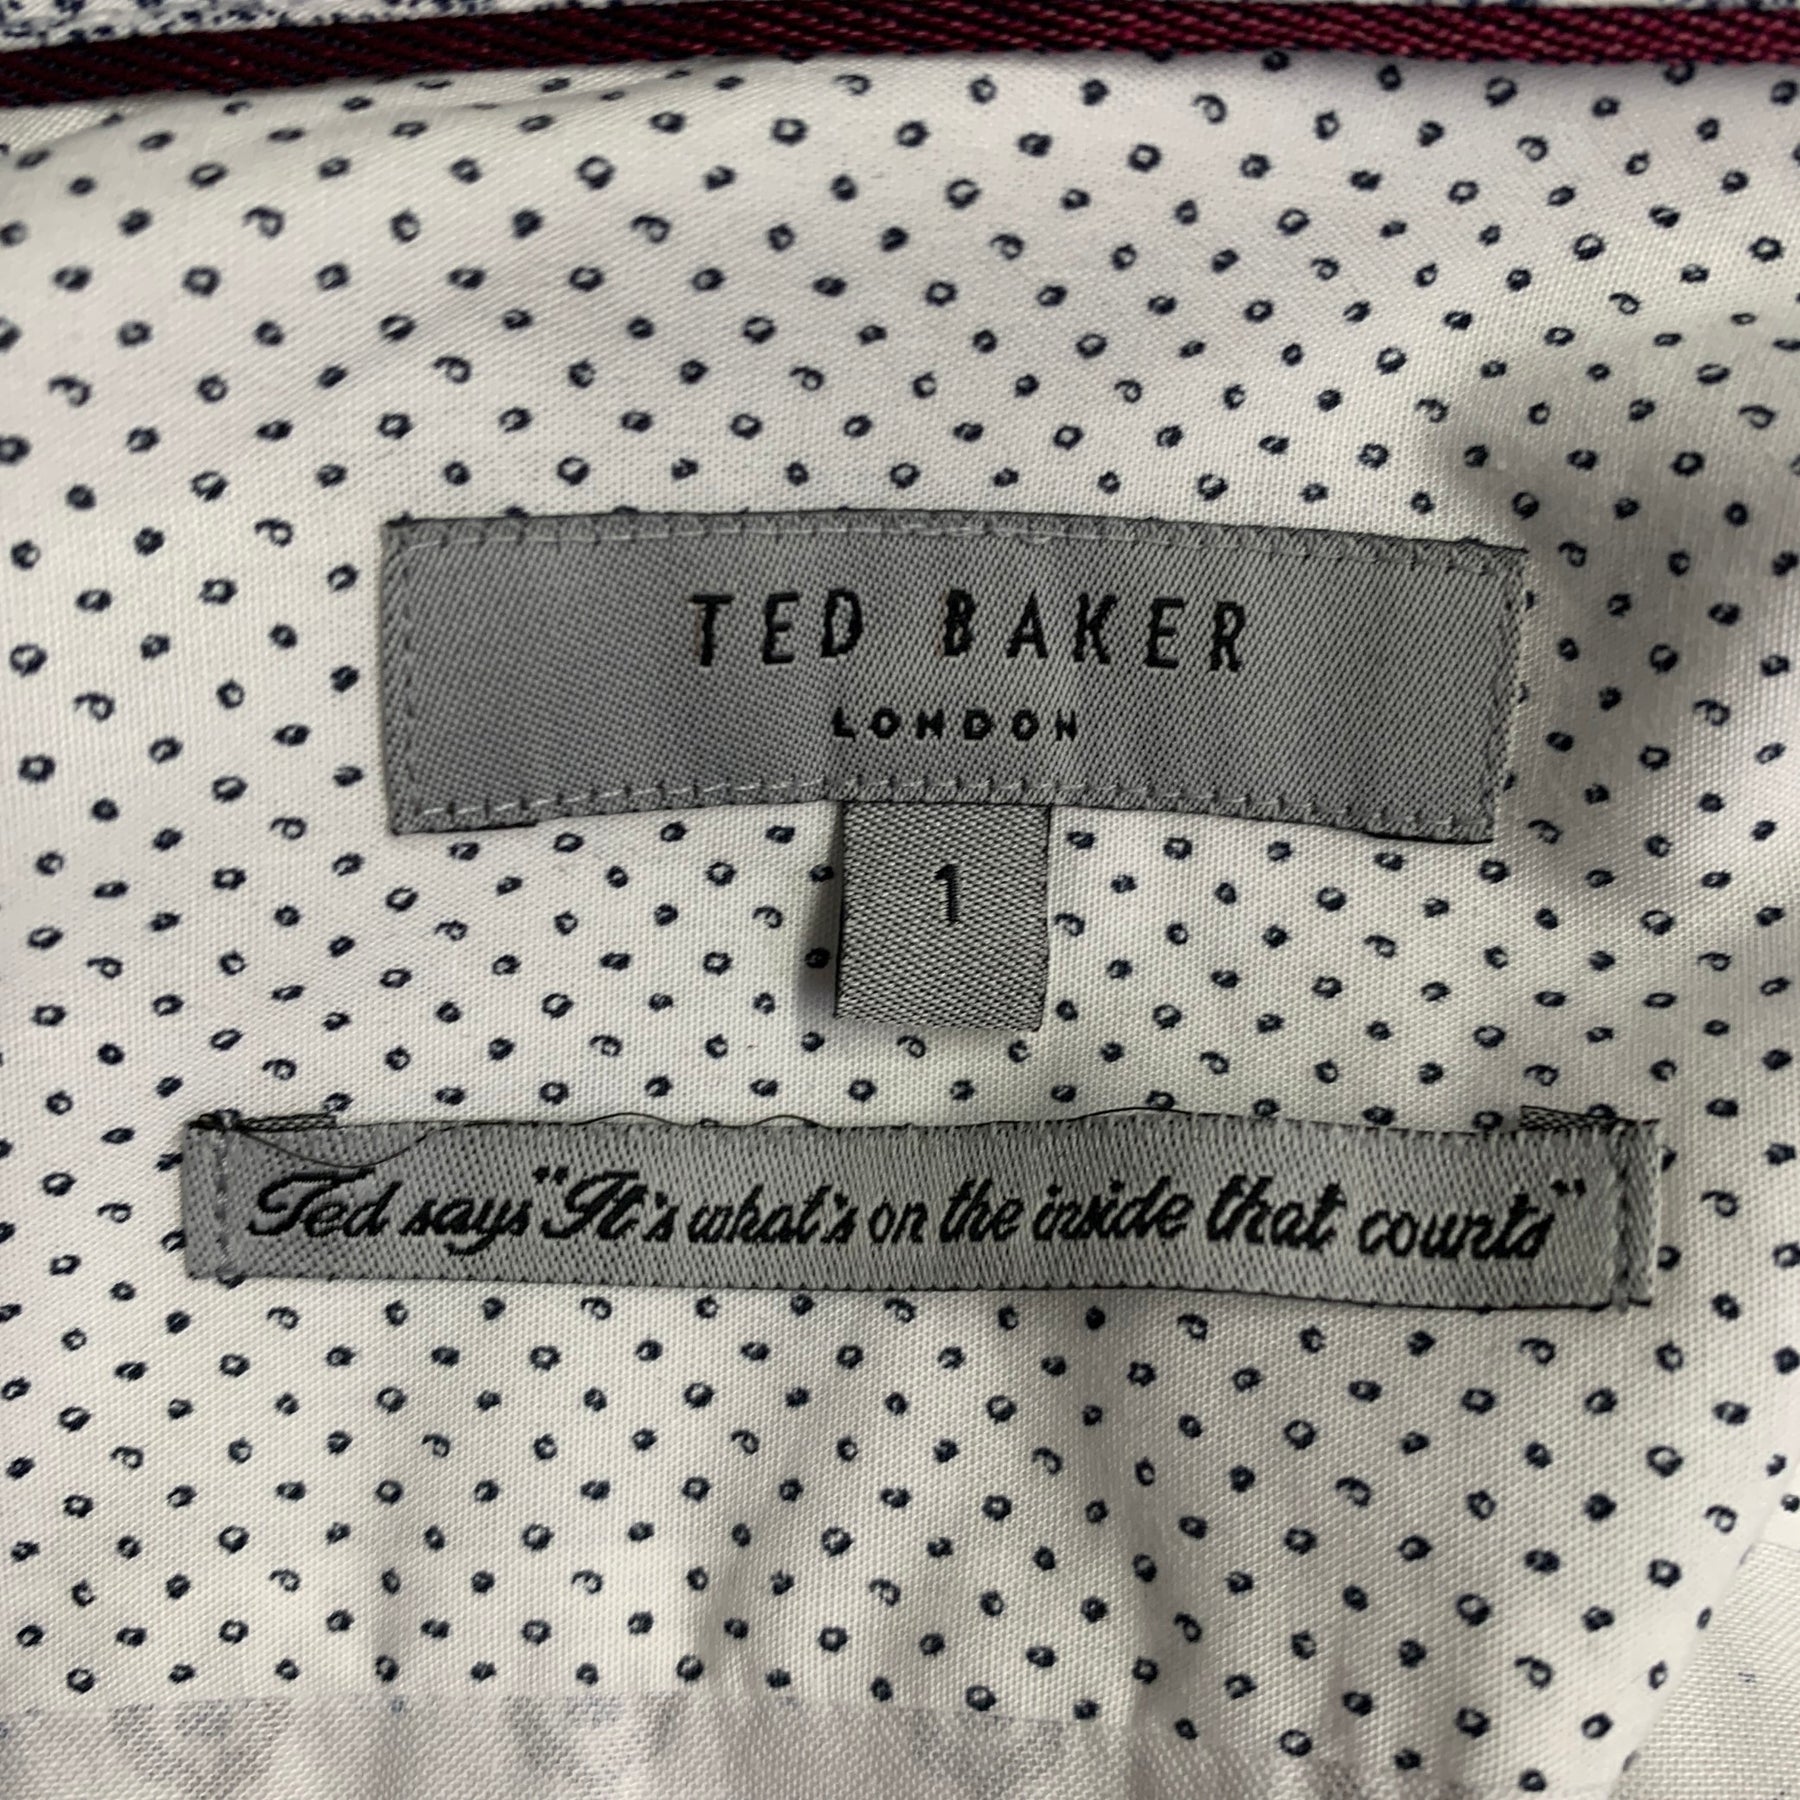 TED BAKER
LONDON
1
Ted says "It's what's on the inside that counts"